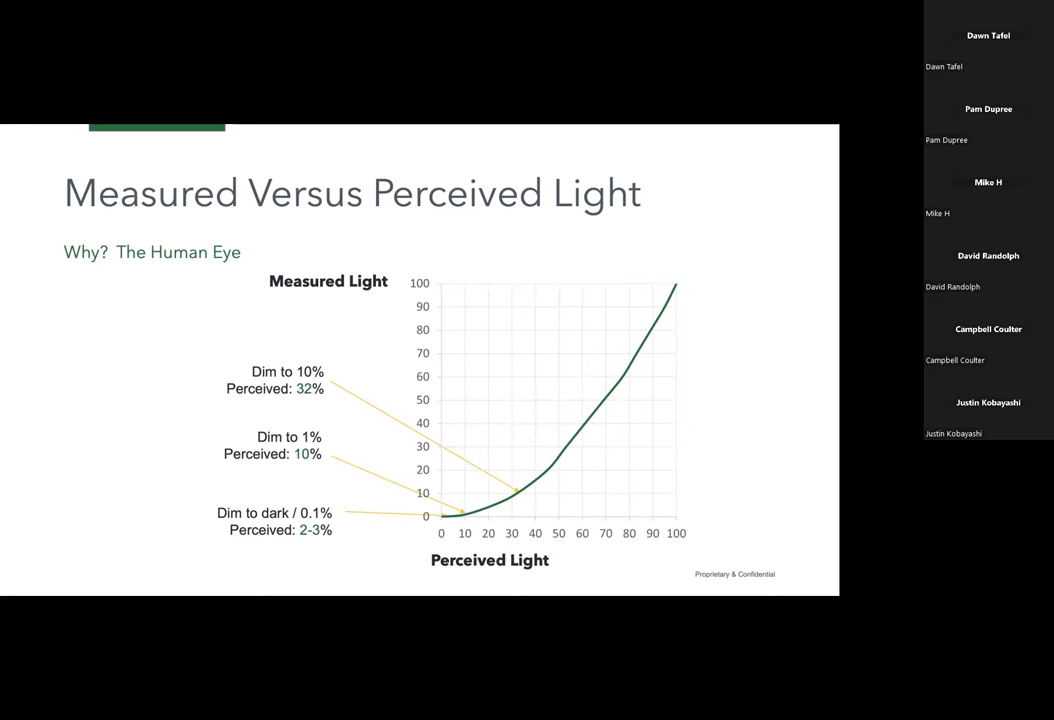 Measured Versus Perceived Light
Why? The Human Eye
Measured Light
100
90
80
70
60
50
40
30
20
10
0
Dim to 10%
Perceived: 32%
Dim to 1%
Perceived: 10%
Dim to dark / 0.1%
Perceived: 2-3%
0 10 20 30 40 50 60 70 80 90 100
Perceived Light
Proprietary & Confidential
Dawn Tafel
Dawn Tafel
Pam Dupree
Pam Dupree
Mike H
Mike H
David Randolph
David Randolph
Campbell Coulter
Campbell Coulter
Justin Kobayashi
Justin Kobayashi